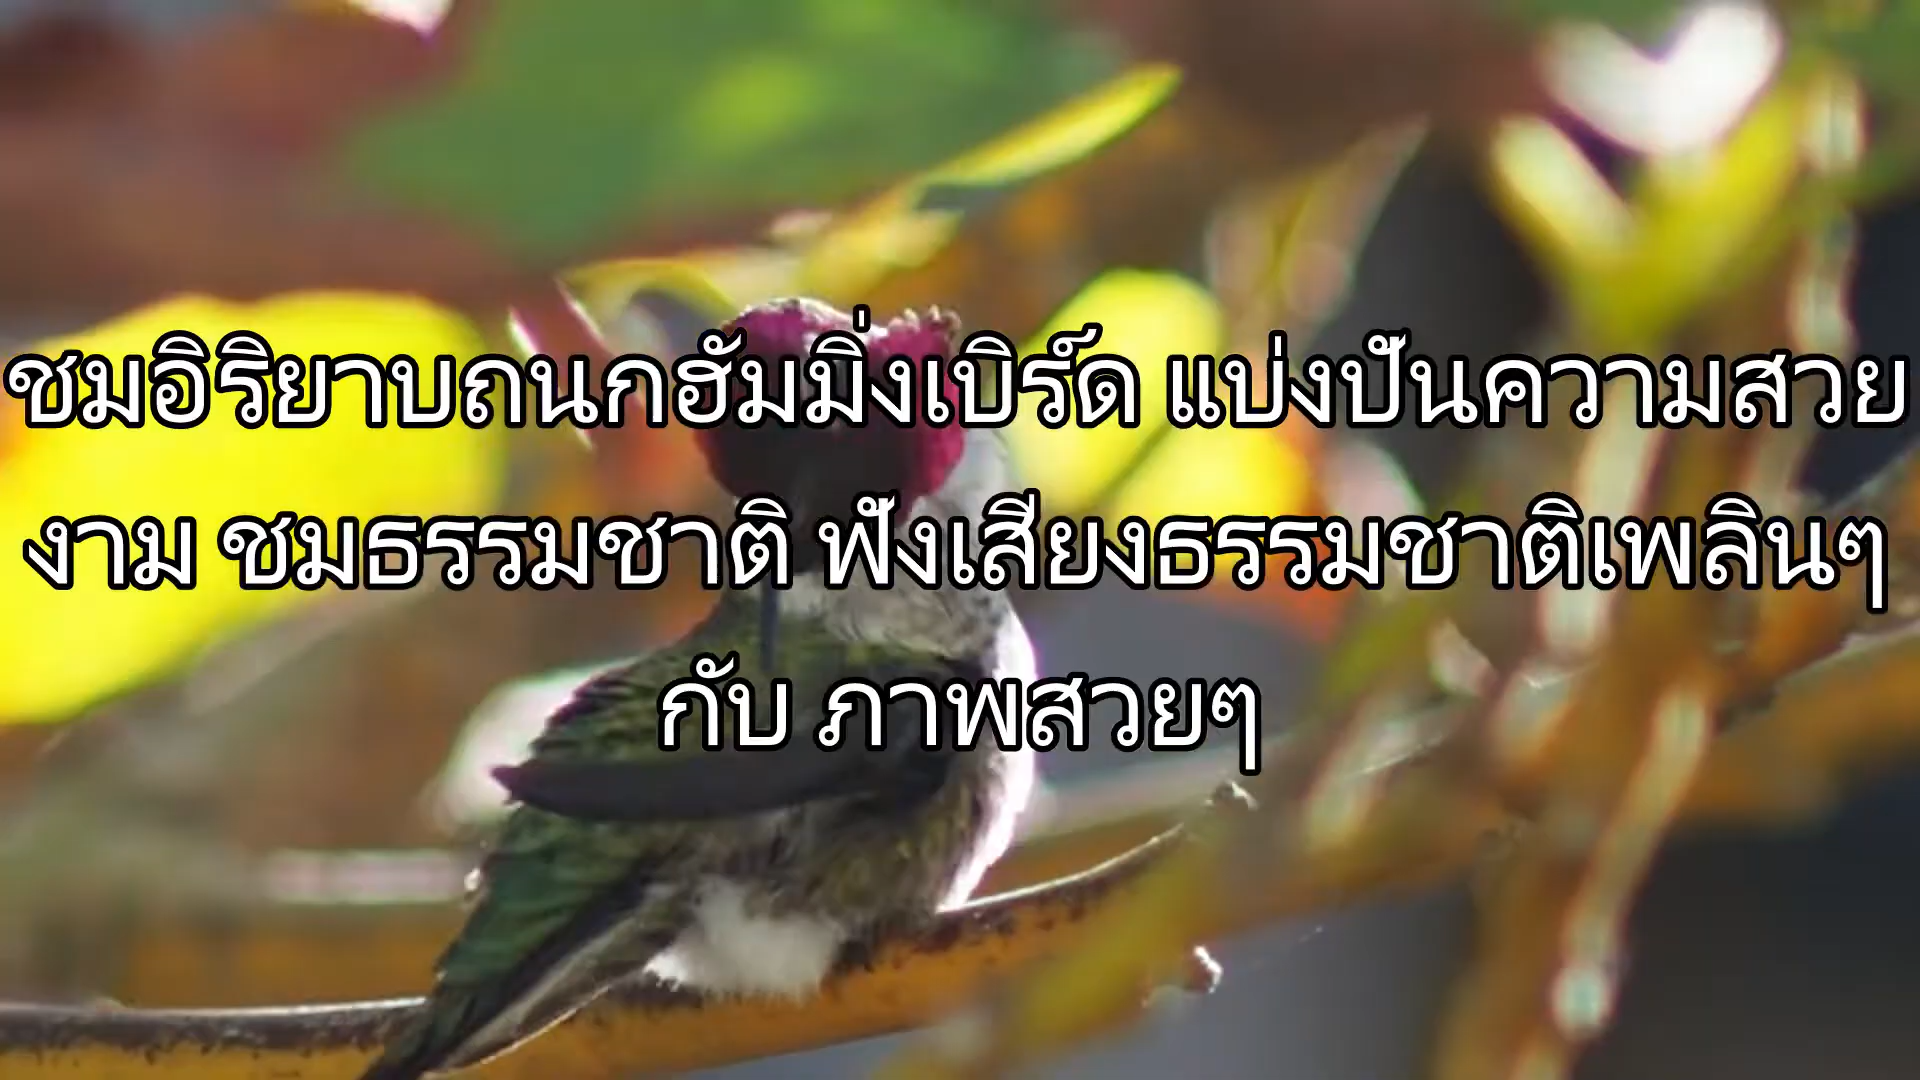 ชมอิริยาบถนกฮัมมิ่งเบิร์ด แบ่งปันความสวย
งาม ชมธรรมชาติ ฟังเสียงธรรมชาติเพลินๆ
กับ ภาพสวยๆ